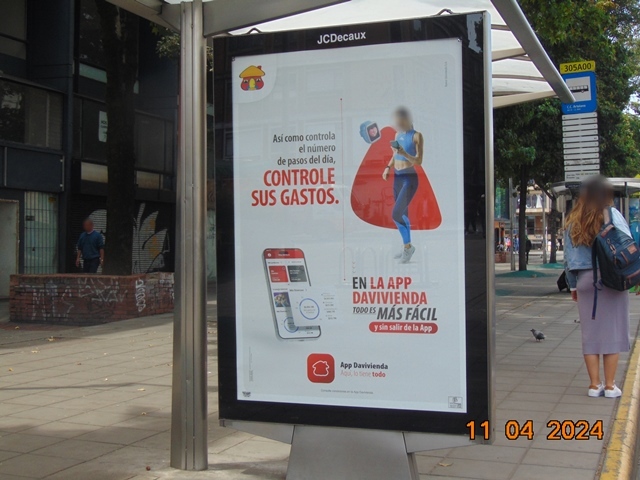 JCDecaux
305A00
Así como controla
el número
de pasos del día,
CONTROLE
SUS GASTOS.
EN LA APP
DAVIVIENDA
TODO ES MÁS FÁCIL
y sin salir de la App
App Davivienda
Aquí, lo tiene todo
11 04 2024